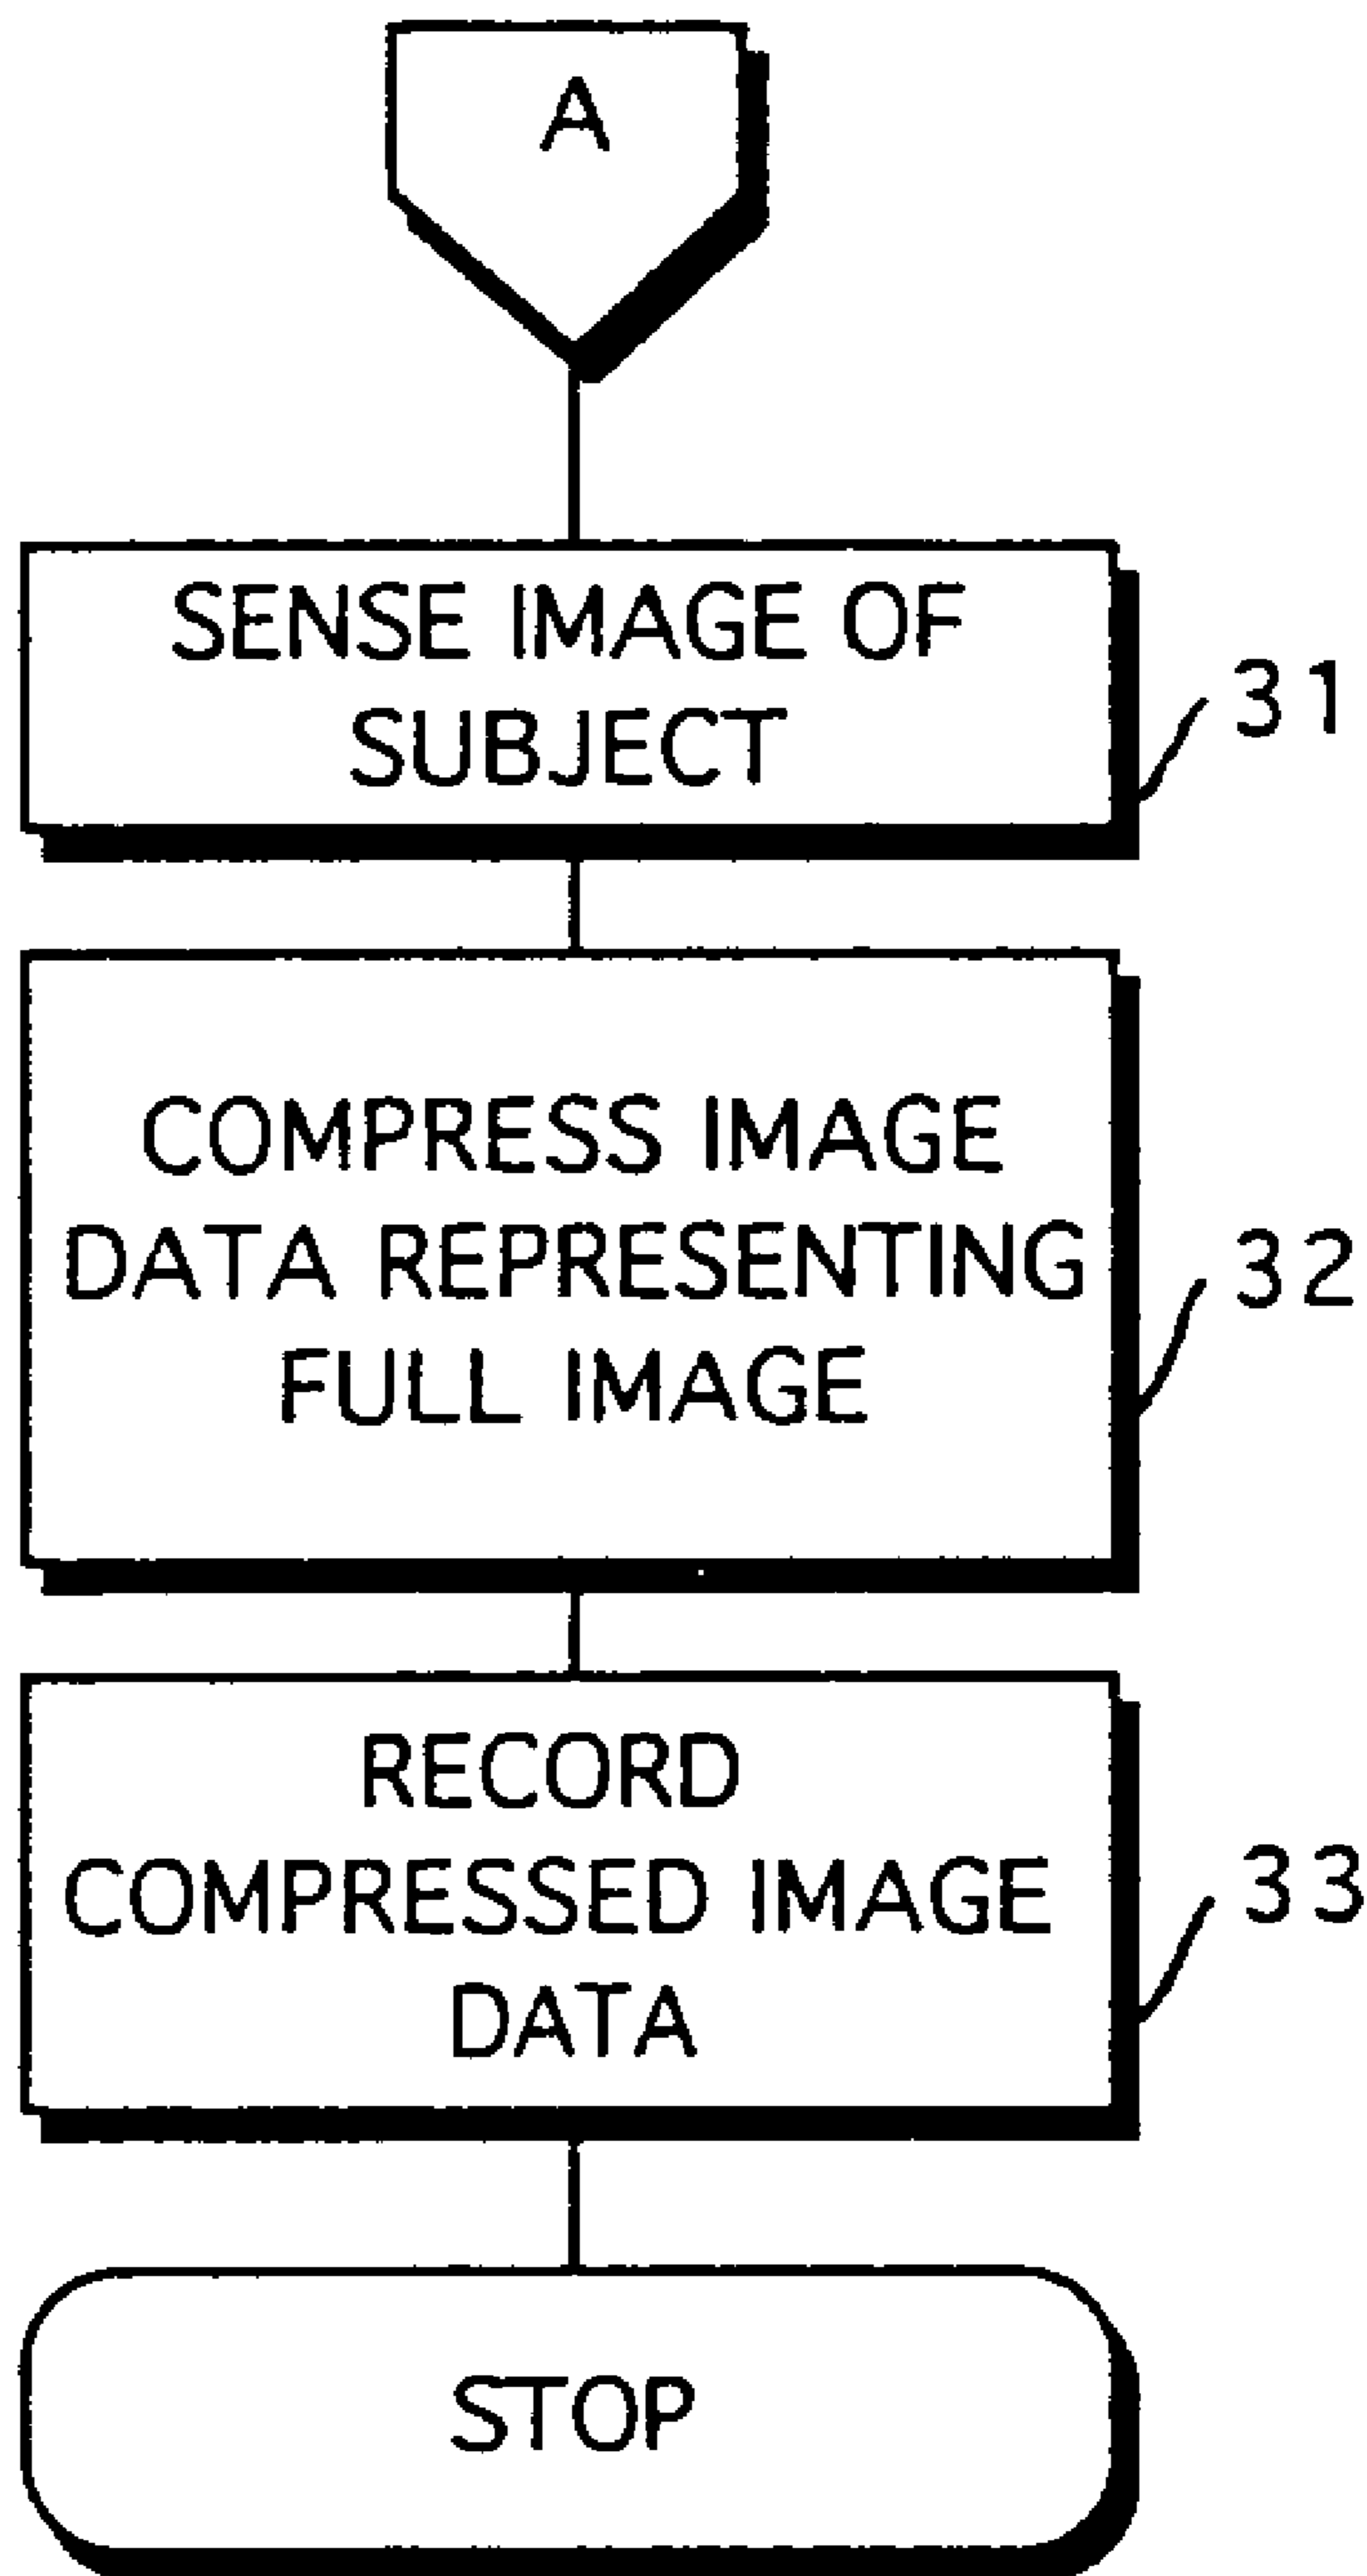 A
SENSE IMAGE OF
SUBJECT
31
COMPRESS IMAGE
DATA REPRESENTING
FULL IMAGE
32
RECORD
COMPRESSED IMAGE
DATA
33
STOP